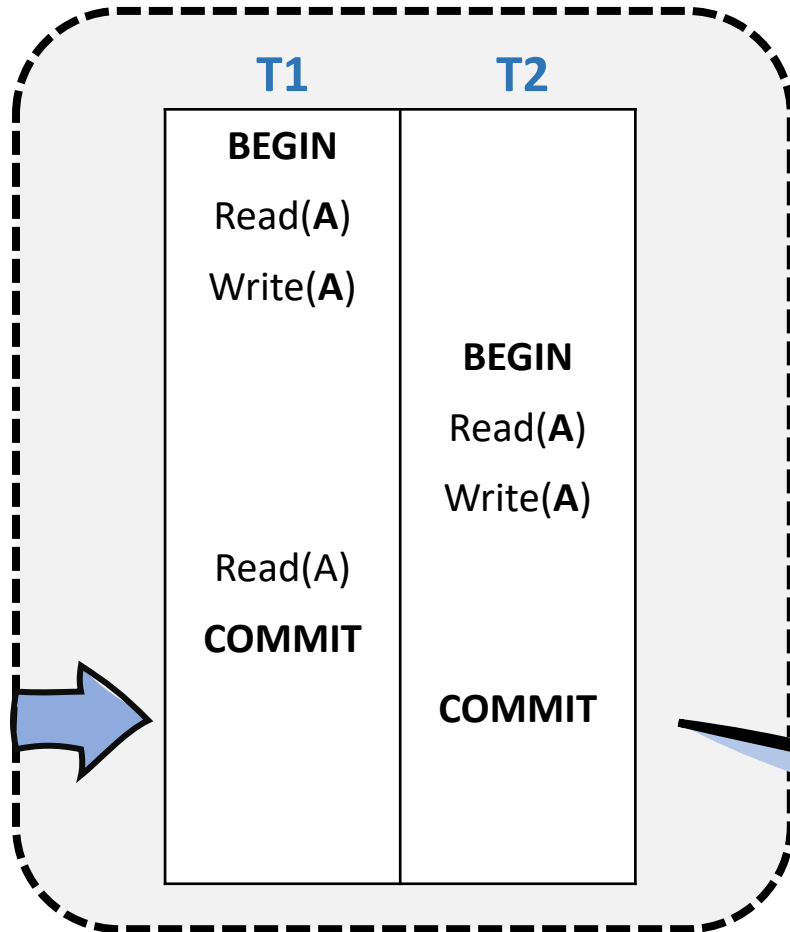 T1 T2
BEGIN
Read(A)
Write(A)
BEGIN
Read(A)
Write(A)
Read(A)
COMMIT
COMMIT